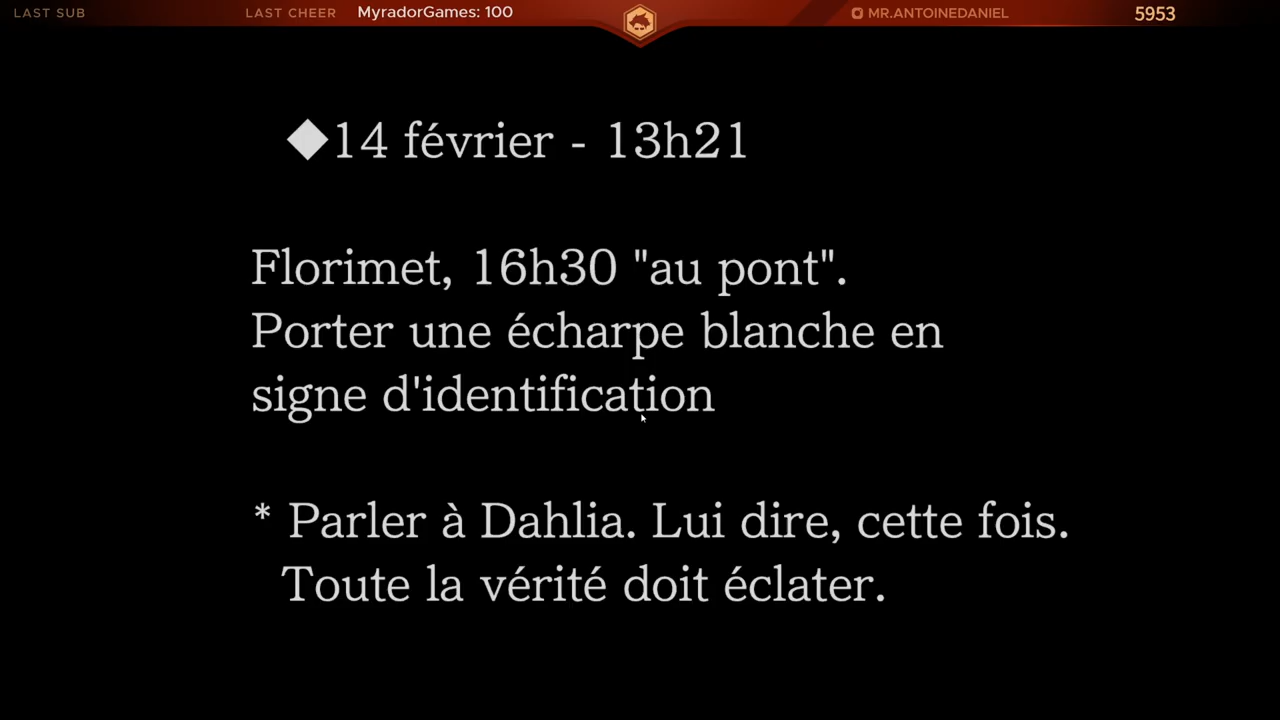 LAST SUB LAST CHEER MyradorGames: 100 MR.ANTOINEDANIEL 5953
◆14 février - 13h21
Florimet, 16h30 "au pont".
Porter une écharpe blanche en
signe d'identification
* Parler à Dahlia. Lui dire, cette fois.
Toute la vérité doit éclater.